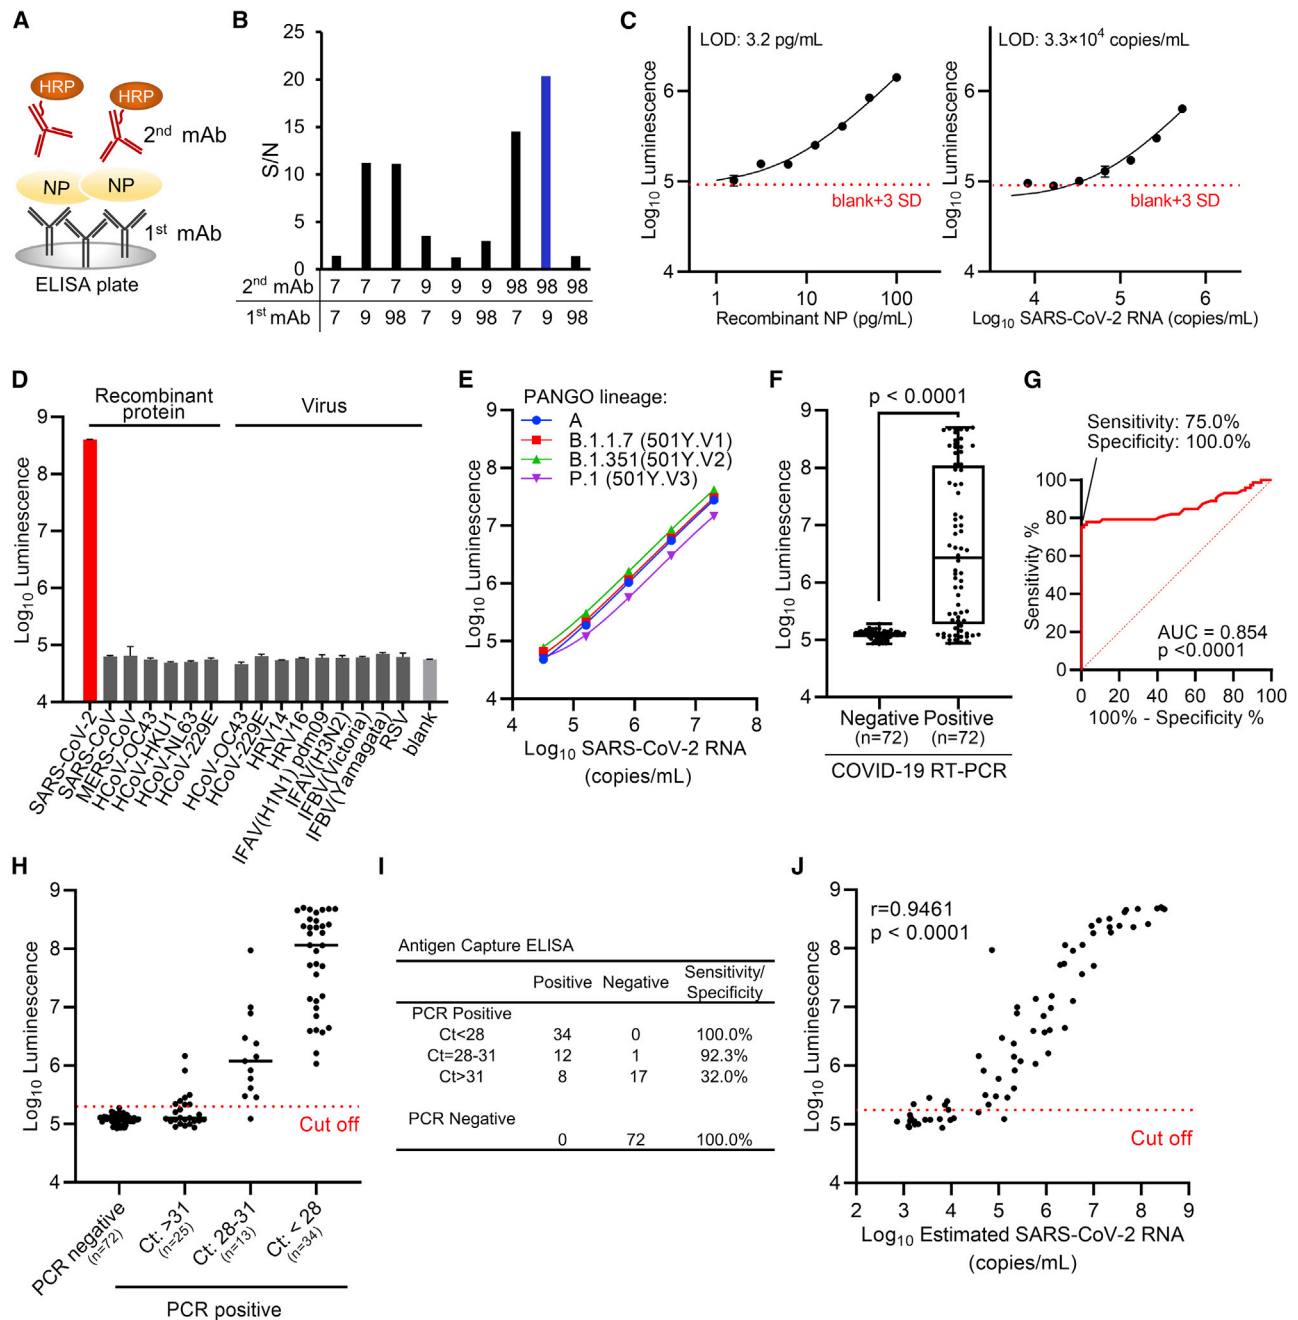 A
HRP
HRP
2nd mAb
NP
NP
1st mAb
ELISA plate
B
25
20
15
10
5
0
S/N
2nd mAb 7 7 7 9 9 9 98 98 98
1st mAb 7 9 98 7 9 98 7 9 98
C
LOD: 3.2 pg/mL
6
5
4
Log10 Luminescence
blank+3 SD
1 10 100
Recombinant NP (pg/mL)
LOD: 3.3×10^4 copies/mL
6
5
4
Log10 Luminescence
blank+3 SD
4 5 6
Log10 SARS-CoV-2 RNA (copies/mL)
D
Recombinant
protein
Virus
9
8
7
6
5
4
Log10 Luminescence
SARS-CoV-2
SARS-CoV
MERS-CoV
HCoV-OC43
HCoV-HKU1
HCoV-NL63
HCoV-229E
HCoV-OC43
HCoV-229E
HRV14
HRV16
IFAV(H1N1) pdm09
IFAV(H3N2)
IFBV(Victoria)
IFBV(Yamagata)
RSV
blank
E
PANGO lineage:
A
B.1.1.7 (501Y.V1)
B.1.351(501Y.V2)
P.1 (501Y.V3)
9
8
7
6
5
4
Log10 Luminescence
4 5 6 7 8
Log10 SARS-CoV-2 RNA
(copies/mL)
F
p < 0.0001
9
8
7
6
5
4
Log10 Luminescence
Negative Positive
(n=72) (n=72)
COVID-19 RT-PCR
G
Sensitivity: 75.0%
Specificity: 100.0%
100
80
60
40
20
0
Sensitivity %
AUC = 0.854
p <0.0001
0 20 40 60 80 100
100% - Specificity %
H
9
8
7
6
5
4
Log10 Luminescence
Cut off
PCR negative
(n=72)
Ct: >31
(n=25)
Ct: 28-31
(n=13)
Ct: < 28
(n=34)
PCR positive
I
Antigen Capture ELISA
Positive Negative Sensitivity/
Specificity
PCR Positive
Ct<28 34 0 100.0%
Ct=28-31 12 1 92.3%
Ct>31 8 17 32.0%
PCR Negative
0 72 100.0%
J
r=0.9461
p < 0.0001
9
8
7
6
5
4
Log10 Luminescence
Cut off
2 3 4 5 6 7 8 9
Log10 Estimated SARS-CoV-2 RNA
(copies/mL)